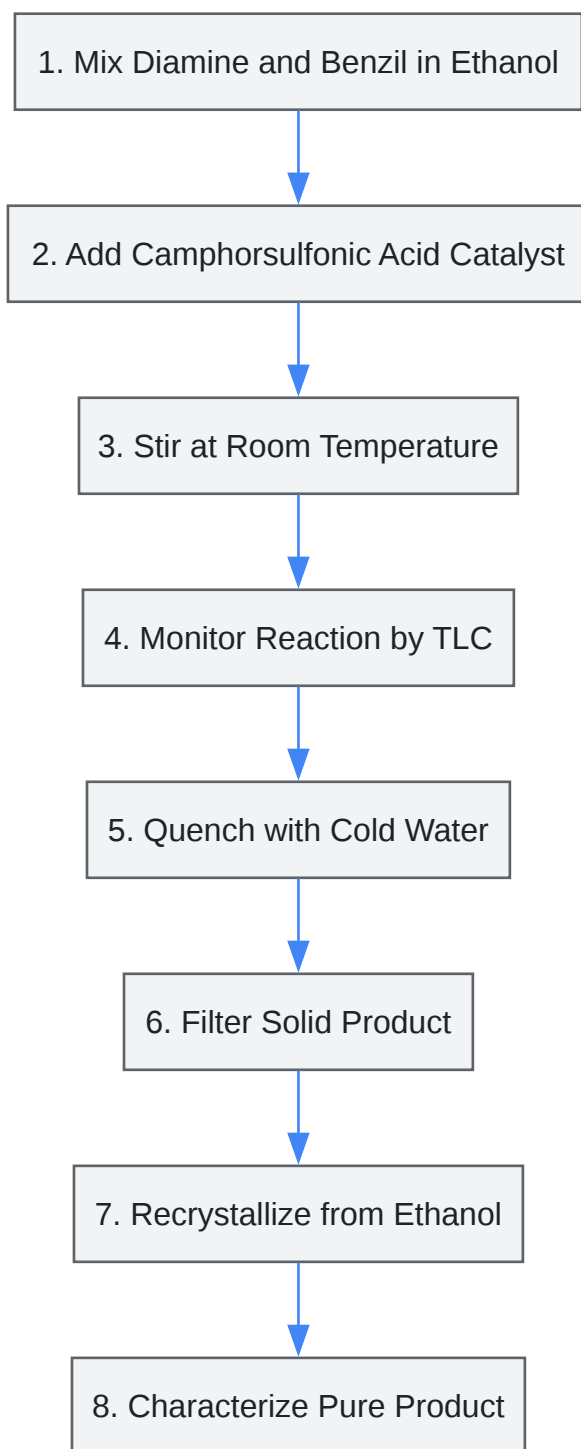 1. Mix Diamine and Benzil in Ethanol
2. Add Camphorsulfonic Acid Catalyst
3. Stir at Room Temperature
4. Monitor Reaction by TLC
5. Quench with Cold Water
6. Filter Solid Product
7. Recrystallize from Ethanol
8. Characterize Pure Product